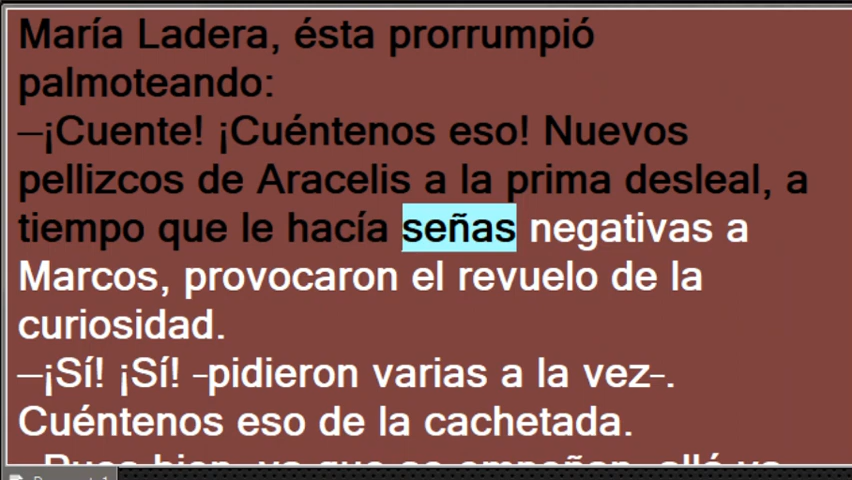 María Ladera, ésta prorrumpió
palmoteando:
—¡Cuente! ¡Cuéntenos eso! Nuevos
pellizcos de Aracelis a la prima desleal, a
tiempo que le hacía señas negativas a
Marcos, provocaron el revuelo de la
curiosidad.
—¡Sí! ¡Sí! -pidieron varias a la vez-.
Cuéntenos eso de la cachetada.